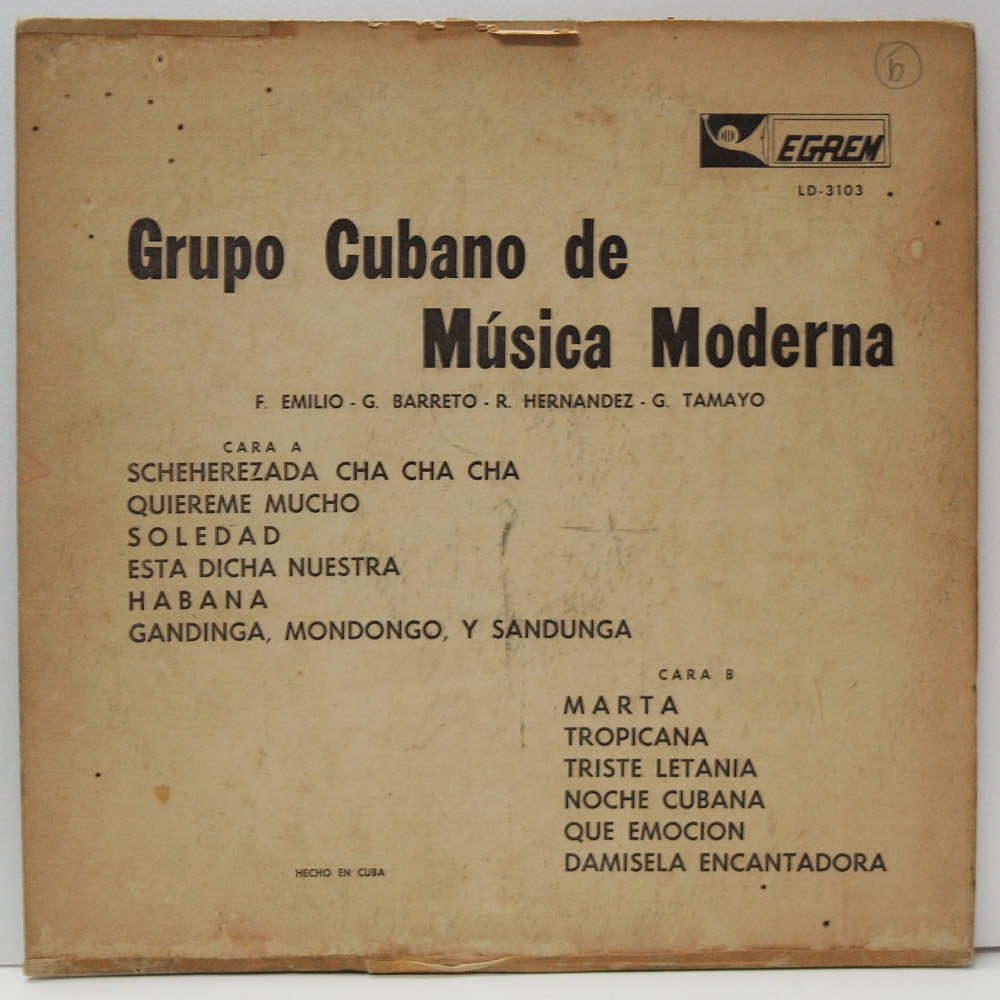 b
EGREM
LD-3103
Grupo Cubano de
Música Moderna
F. EMILIO - G. BARRETO - R. HERNANDEZ - G. TAMAYO
CARA A
SCHEHEREZADA CHA CHA CHA
QUIEREME MUCHO
SOLEDAD
ESTA DICHA NUESTRA
HABANA
GANDINGA, MONDONGO, Y SANDUNGA
CARA B
MARTA
TROPICANA
TRISTE LETANIA
NOCHE CUBANA
QUE EMOCION
DAMISELA ENCANTADORA
HECHO EN CUBA